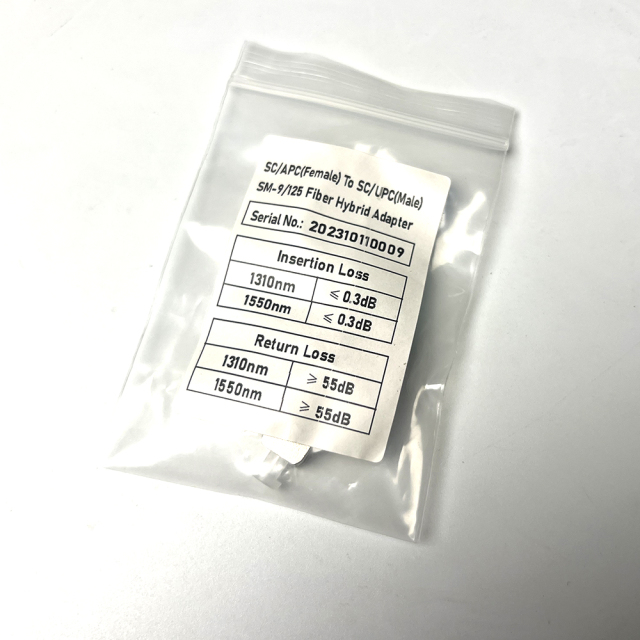 SC/APC(Female) To SC/UPC(Male)
SM-9/125 Fiber Hybrid Adapter
Serial No.: 202310110009
Insertion Loss
1310nm ⩽ 0.3dB
1550nm ⩽ 0.3dB
Return Loss
1310nm ⩾ 55dB
1550nm ⩾ 55dB